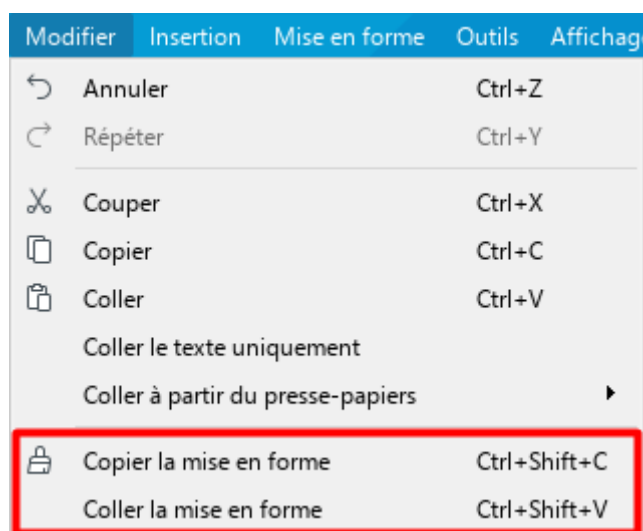 Modifier Insertion Mise en forme Outils Affichag
Annuler Ctrl+Z
Répéter Ctrl+Y
Couper Ctrl+X
Copier Ctrl+C
Coller Ctrl+V
Coller le texte uniquement
Coller à partir du presse-papiers
Copier la mise en forme Ctrl+Shift+C
Coller la mise en forme Ctrl+Shift+V